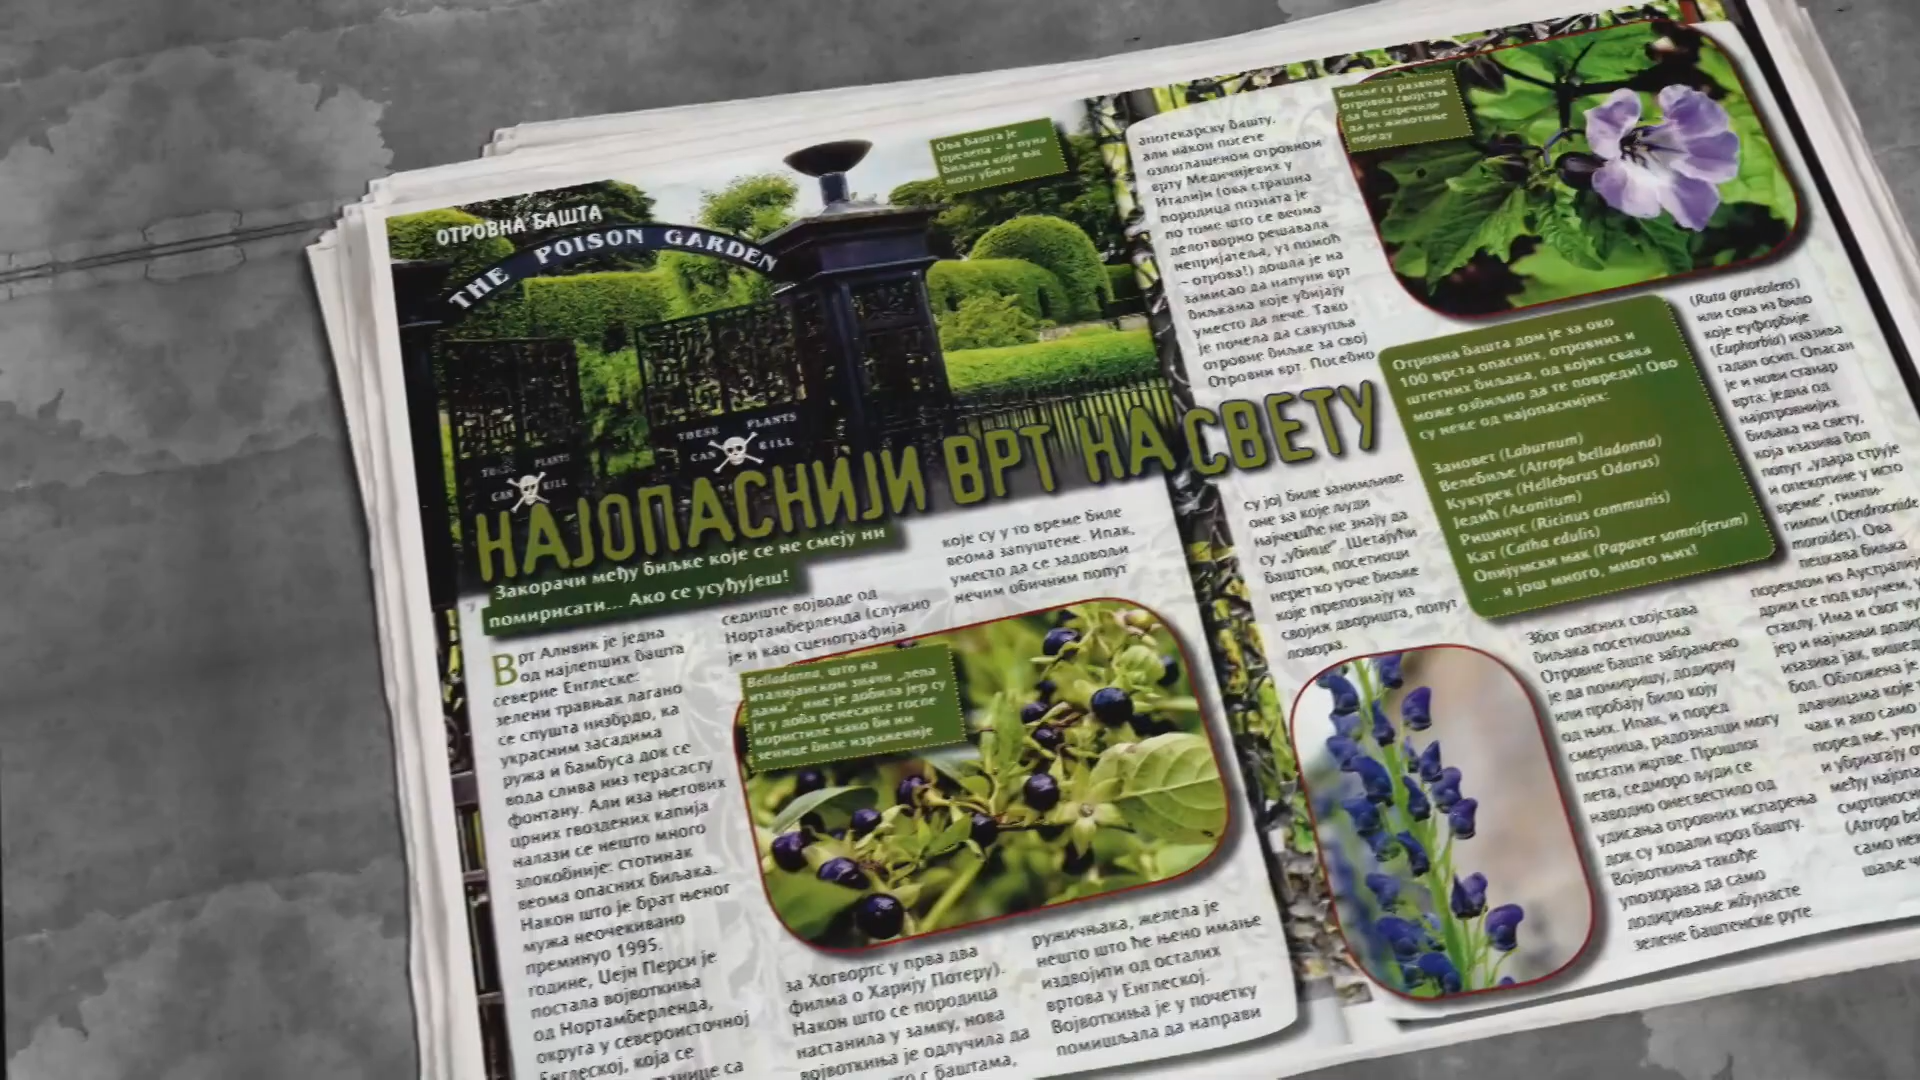 ОТРОВНА БАШТА
THE POISON GARDEN
Ова башта је
прелепа – и пуна
биљака које вас
могу убити
THESE PLANTS
CAN KILL
THESE PLANTS
CAN KILL
НАЈОПАСНИЈИ ВРТ НА СВЕТУ
Закорачи међу биљке које се не смеју ни
помирисати... Ако се усуђујеш!
Врт Алнвик је једна
од најлепших башта
северне Енглеске:
зелени травњак лагано
се спушта низбрдо, ка
украсним засадима
ружа и бамбуса док се
вода слива низ терасасту
фонтану. Али иза његових
црних гвоздених капија
налази се нешто много
злокобније: стотинак
веома опасних биљака.
Након што је брат њеног
мужа неочекивано
преминуо 1995.
године, Џејн Перси је
постала војвоткиња
од Нортамберленда,
округа у североисточној
Енглеској, која се
седиште војводе од
Нортамберленда (служио
је и као сценографија
Belladonna, што на
италијанском значи „лепа
дама“, име је добила јер су
је у доба ренесансе госпе
користиле како би им
зенице биле израженије
за Хогвортс у прва два
филма о Харију Потеру).
Након што се породица
настанила у замку, нова
војвоткиња је одлучила да
с баштама,
које су у то време биле
веома запуштене. Ипак,
уместо да се задовољи
нечим обичним попут
ружичњака, желела је
нешто што ће њено имање
издвојити од осталих
вртова у Енглеској.
Војвоткиња је у почетку
помишљала да направи
апотекарску башту,
али након посете
озлоглашеном отровном
врту Медичијевих у
Италији (ова страшна
породица позната је
по томе што се веома
делотворно решавала
непријатеља, уз помоћ
– отрова!) дошла је на
замисао да напуни врт
биљкама које убијају
уместо да лече. Тако
је почела да сакупља
отровне биљке за свој
Отровни врт. Посебно
су јој биле занимљиве
оне за које људи
најчешће не знају да
су „убице“. Шетајући
баштом, посетиоци
неретко уоче биљке
које препознају из
својих дворишта, попут
ловора.
Биљке су развиле
отровна својства
да би спречиле
да их животиње
поједу
Отровна башта дом је за око
100 врста опасних, отровних и
штетних биљака, од којих свака
може озбиљно да те повреди! Ово
су неке од најопаснијих:
Зановет (Laburnum)
Велебиље (Atropa belladonna)
Кукурек (Helleborus Odorus)
Једић (Aconitum)
Рицинус (Ricinus communis)
Кат (Catha edulis)
Опијумски мак (Papaver somniferum)
... и још много, много њих!
Због опасних својстава
биљака посетиоцима
Отровне баште забрањено
је да помиришу, додирну
или пробају било коју
од њих. Ипак, и поред
смерница, радозналци могу
постати жртве. Прошлог
лета, седморо људи се
наводно онесвестило од
удисања отровних испарења
док су ходали кроз башту.
Војвоткиња такође
упозорава да само
додиривање жбунасте
зелене баштенске руте
(Ruta graveolens)
или сока из било
које еуфорбије
(Euphorbia) изазива
гадан осип. Опасан
је и нови станар
врта: једна од
најотровнијих
биљака на свету,
која изазива бол
попут „удара струје
и опекотине у исто
време“, гимпи-
гимпи (Dendrocnide
moroides). Ова
пецкава биљка
пореклом из Аустралије
држи се под кључем, у
стаклу. Има и свог
јер и најмањи
изазива јак,
бол. Обложена је
длачицама које
чак и ако само
поред ње,
и убризгају
међу
(Atropa
само